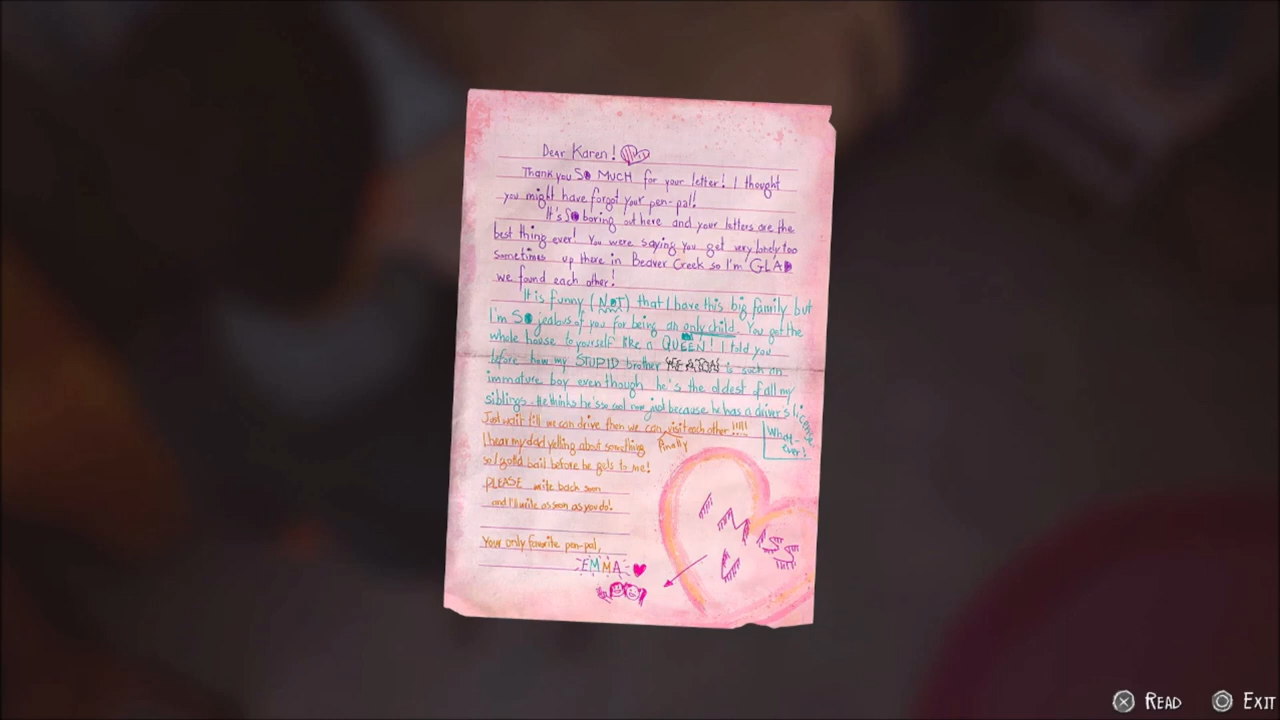 Dear Karen!
Thank you SO MUCH for your letter! I thought
you might have forgot your pen-pal!
It's SO boring out here and your letters are the
best thing ever! You were saying you get very lonely too
sometimes up there in Beaver Creek so I'm GLAD
we found each other!
It is funny (NOT) that I have this big family but
I'm SO jealous of you for being an only child. You get the
whole house to yourself like a QUEEN! I told you
before how my STUPID brother is such an
immature boy even though he's the oldest of all my
siblings. He thinks he's so cool now just because he has a driver's license
What-
ever!
Just wait till we can drive then we can visit each other!!!!!
finally
I hear my dad yelling about something
so I gotta bail before he gets to me!
PLEASE write back soon
and I'll write as soon as you do!
Your only favorite pen-pal,
EMMA
US
READ
EXIT